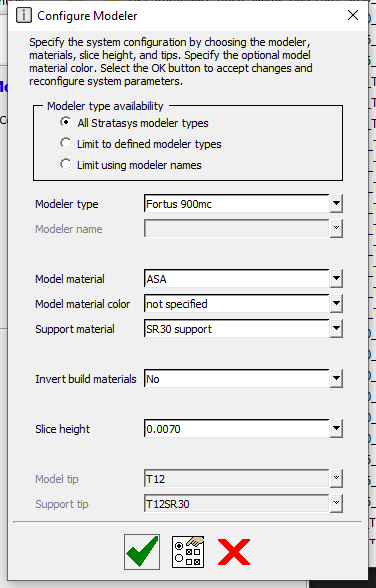 Configure Modeler
Specify the system configuration by choosing the modeler,
materials, slice height, and tips. Specify the optional model
material color. Select the OK button to accept changes and
reconfigure system parameters.
Modeler type availability
All Stratasys modeler types
Limit to defined modeler types
Limit using modeler names
Modeler type Fortus 900mc
Modeler name
Model material ASA
Model material color not specified
Support material SR30 support
Invert build materials No
Slice height 0.0070
Model tip T12
Support tip T12SR30